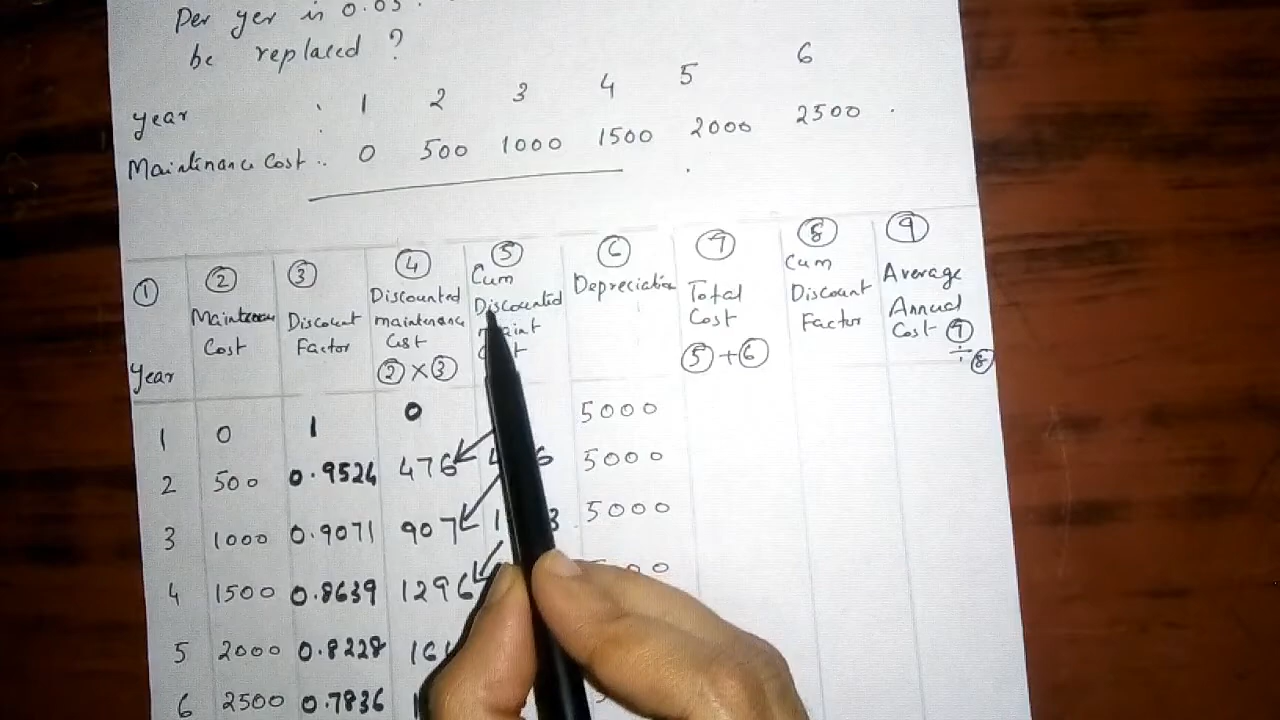 Per yer is 0.05
be replaced ?
year : 1 2 3 4 5 6
Maintenance Cost .. 0 500 1000 1500 2000 2500 .
① ② ③ ④ ⑤ ⑥ ⑦ ⑧ ⑨
Year
Maintenance
Cost
Discount
Factor
Discounted
maintenance
Cost
② × ③
Cum
Discounted
Depreciation
Total
Cost
⑤ + ⑥
Cum
Discount
Factor
Average
Annual
Cost ⑦
÷ ⑧
1 0 1 0 5000
2 500 0.9524 476 5000
3 1000 0.9071 907 5000
4 1500 0.8639 1296
5 2000 0.8228
6 2500 0.7836